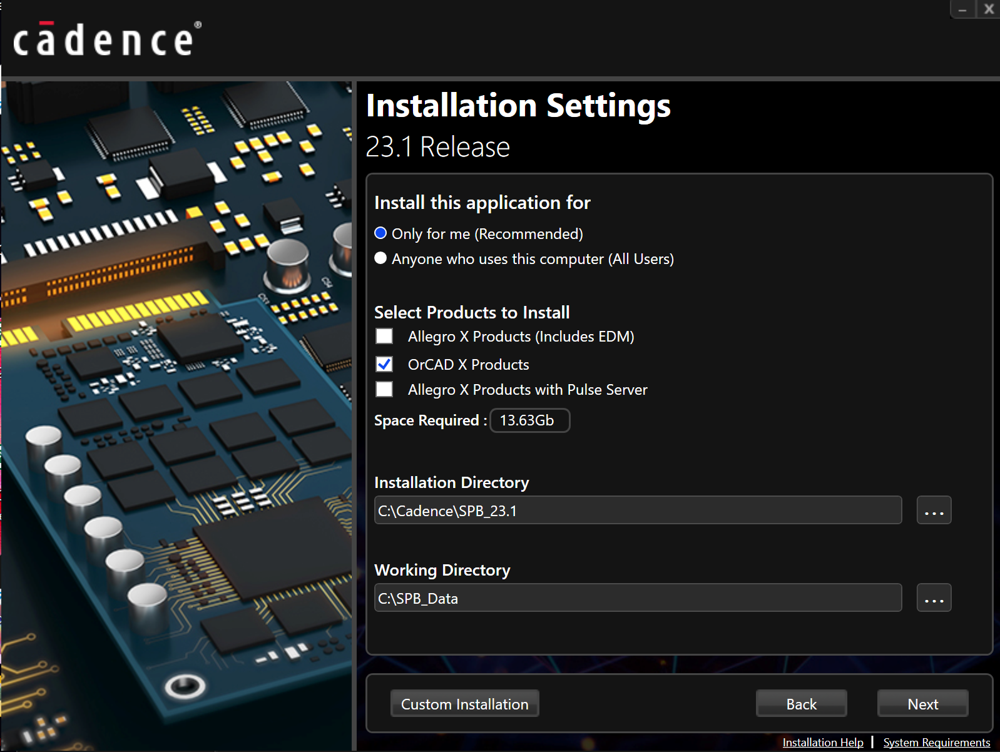 cādence®
– X
Installation Settings
23.1 Release
Install this application for
Only for me (Recommended)
Anyone who uses this computer (All Users)
Select Products to Install
Allegro X Products (Includes EDM)
OrCAD X Products
Allegro X Products with Pulse Server
Space Required : 13.63Gb
Installation Directory
C:\Cadence\SPB_23.1 ...
Working Directory
C:\SPB_Data ...
Custom Installation Back Next
Installation Help | System Requirements